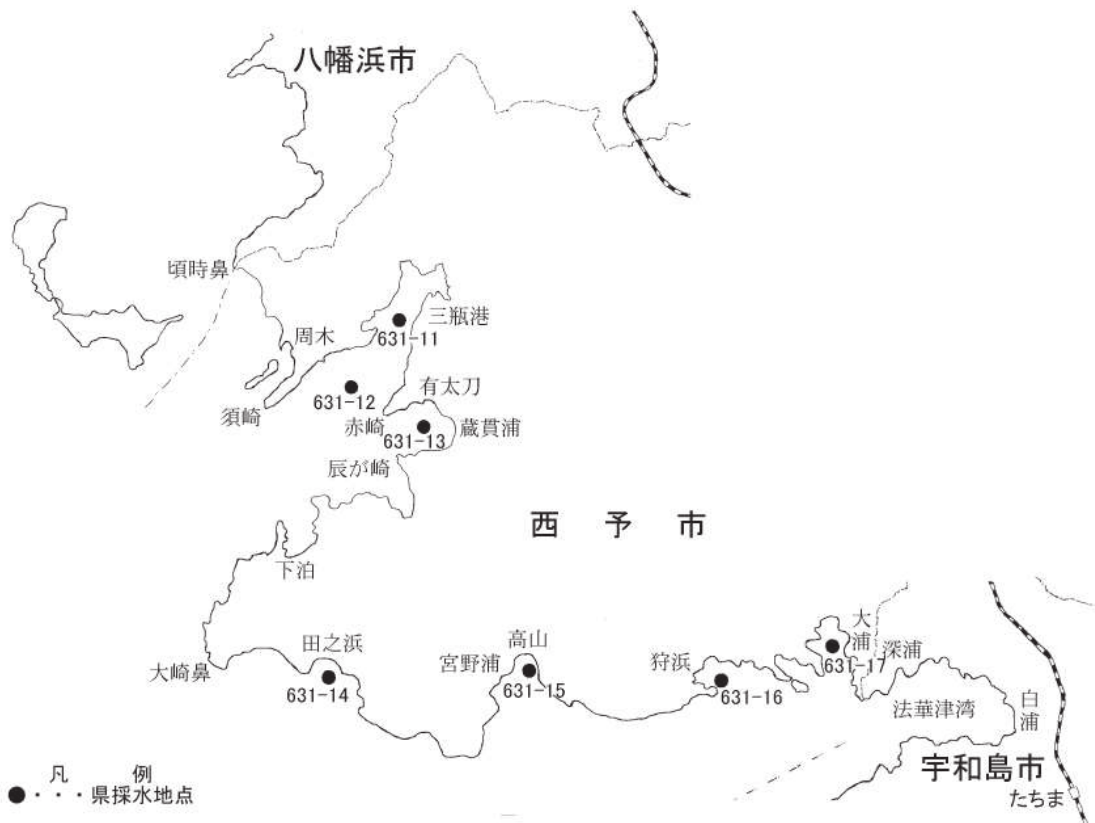 八幡浜市
頃時鼻
三瓶港
631-11
周木
有太刀
631-12
須崎
赤崎
631-13
蔵貫浦
辰が崎
西予市
下泊
大浦
田之浜
高山
深浦
大崎鼻
宮野浦
狩浜
631-17
631-14
631-15
631-16
法華津湾
白浦
宇和島市
たちま
凡例
●・・・県採水地点